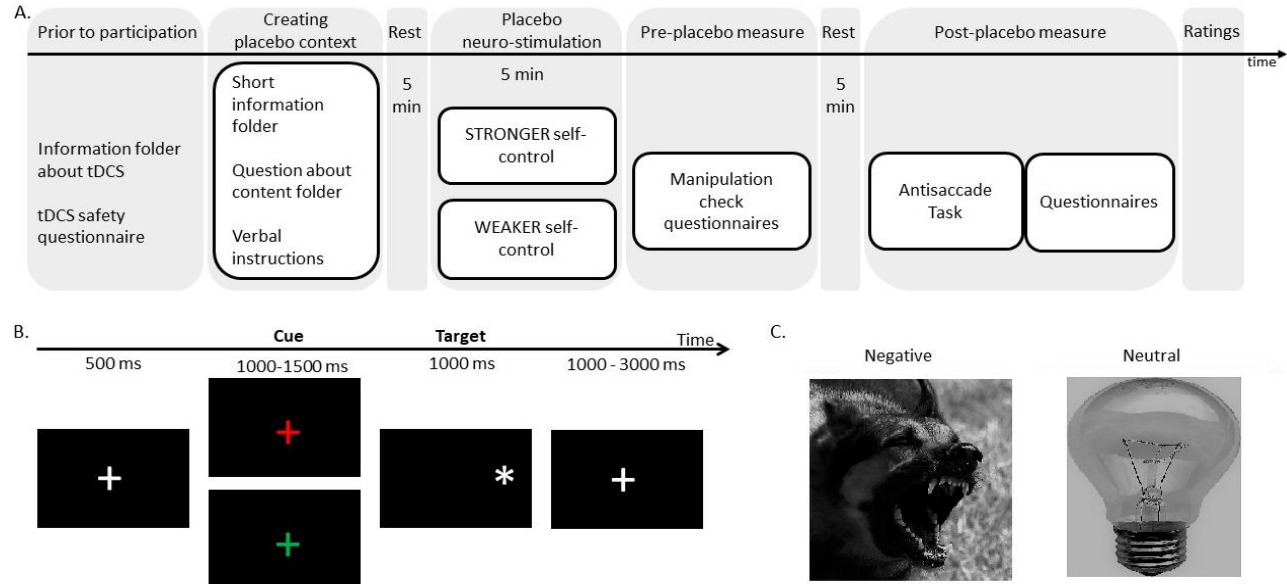 A.
Prior to participation
Creating
placebo context
Rest
Placebo
neuro-stimulation
Pre-placebo measure
Rest
Post-placebo measure
Ratings
time
Information folder
about tDCS
tDCS safety
questionnaire
Short
information
folder
Question about
content folder
Verbal
instructions
5
min
5 min
STRONGER self-
control
WEAKER self-
control
Manipulation
check
questionnaires
5
min
Antisaccade
Task
Questionnaires
B.
Cue
Target
Time
500 ms
1000-1500 ms
1000 ms
1000 - 3000 ms
+
+
+
*
+
C.
Negative
Neutral